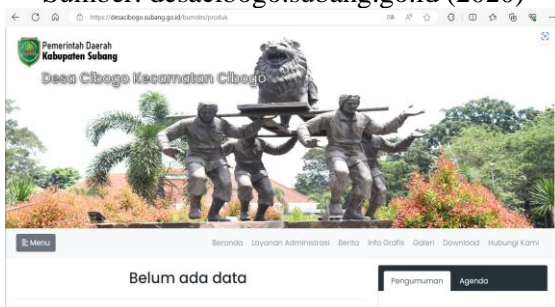 Sumber: desacibogo.subang.go.id (2020)
https://desacibogo.subang.go.id/bumdes/produk
Pemerintah Daerah
Kabupaten Subang
Desa Cibogo Kecamatan Cibogo
Menu
Beranda Layanan Administrasi Berita Info Grafis Galeri Download Hubungi Kami
Belum ada data
Pengumuman Agenda